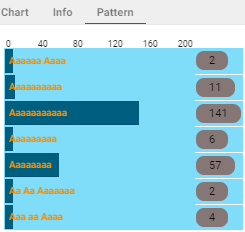 Chart Info Pattern
0 40 80 120 160 200
Aaaaaa Aaaa 2
Aaaaaaaaaa 11
Aaaaaaaaaaa 141
Aaaaaaaaa 6
Aaaaaaaa 57
Aa Aa Aaaaaaa 2
Aaa aa Aaaa 4